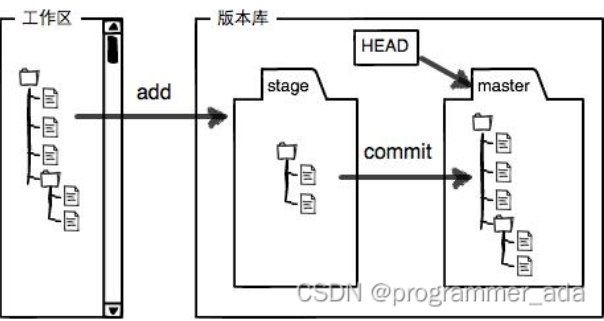 工作区
版本库
HEAD
stage
master
add
commit
CSDN @programmer_ada